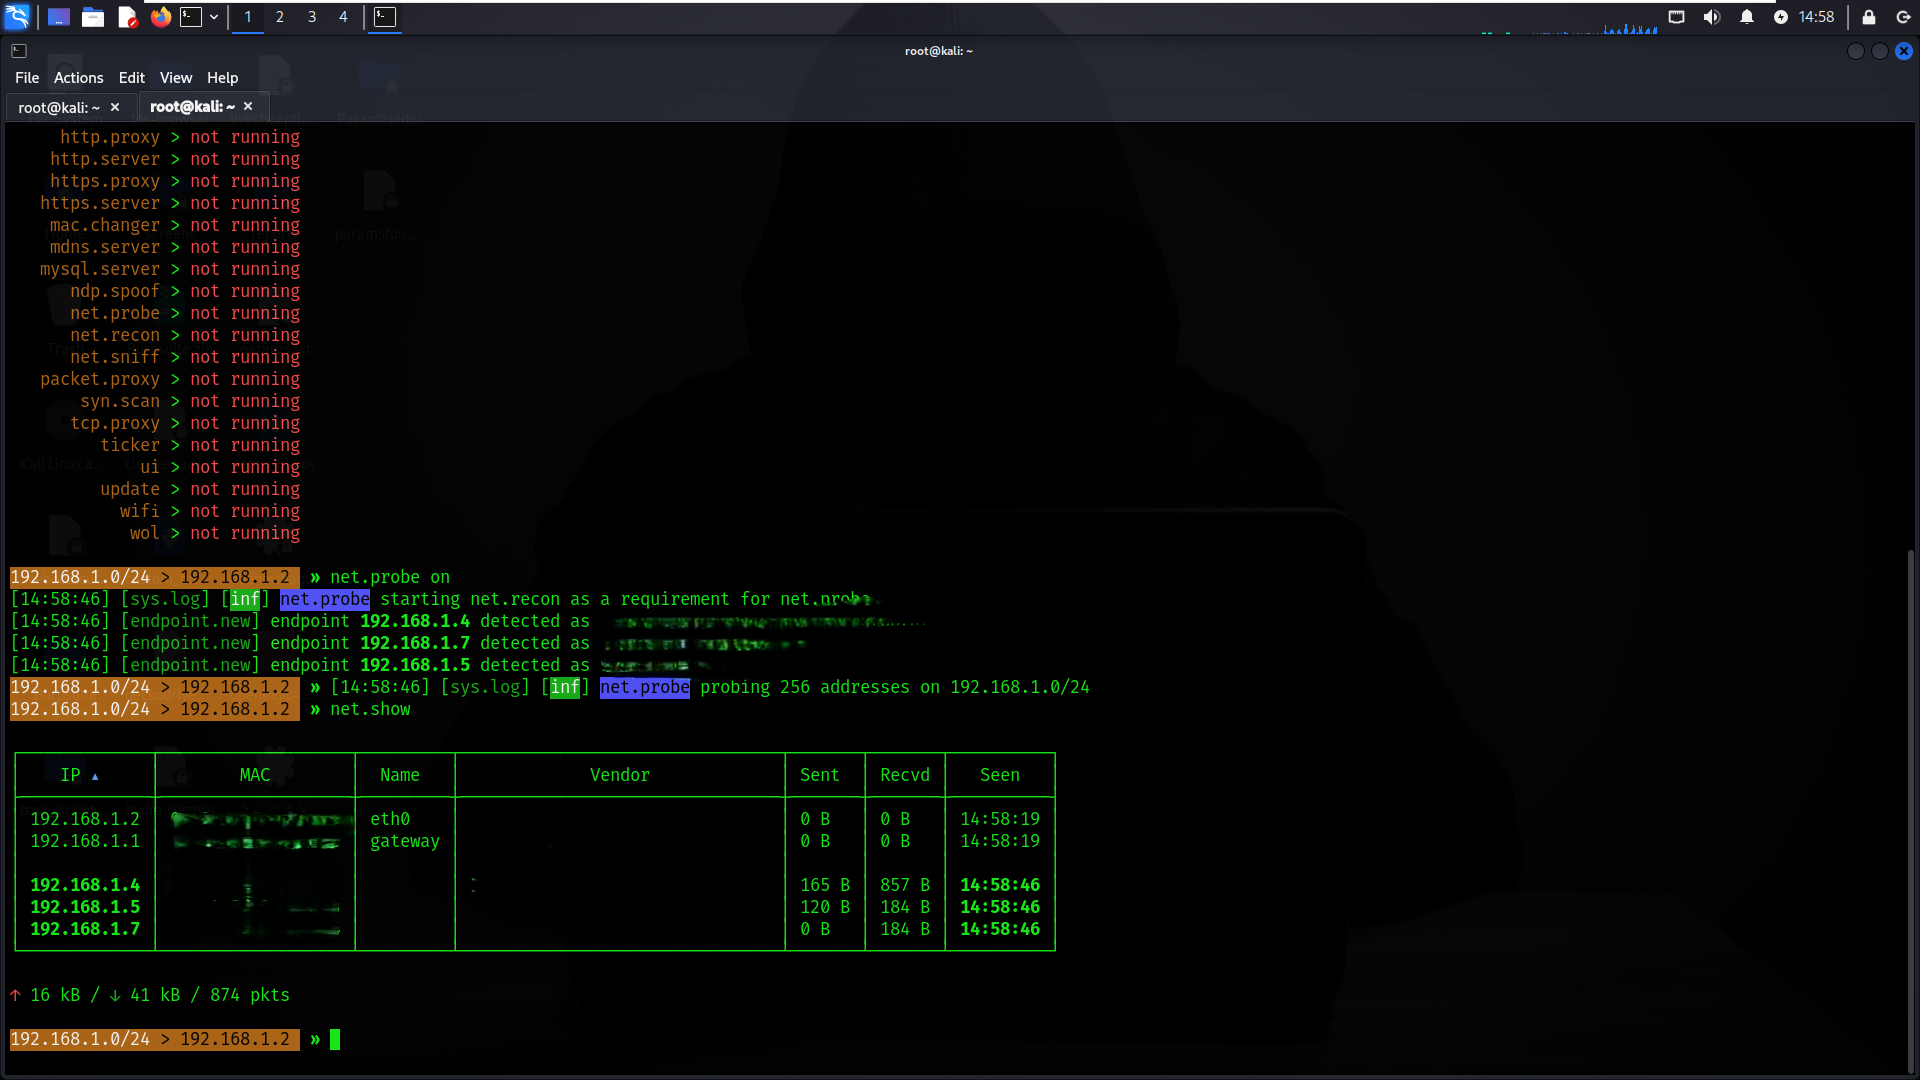 1 2 3 4 14:58
root@kali: ~
File Actions Edit View Help
root@kali: ~ × root@kali: ~ ×
http.proxy > not running
http.server > not running
https.proxy > not running
https.server > not running
mac.changer > not running
mdns.server > not running
mysql.server > not running
ndp.spoof > not running
net.probe > not running
net.recon > not running
net.sniff > not running
packet.proxy > not running
syn.scan > not running
tcp.proxy > not running
ticker > not running
ui > not running
update > not running
wifi > not running
wol > not running
192.168.1.0/24 > 192.168.1.2 » net.probe on
[14:58:46] [sys.log] [inf] net.probe starting net.recon as a requirement for net.probe
[14:58:46] [endpoint.new] endpoint 192.168.1.4 detected as
[14:58:46] [endpoint.new] endpoint 192.168.1.7 detected as
[14:58:46] [endpoint.new] endpoint 192.168.1.5 detected as
192.168.1.0/24 > 192.168.1.2 » [14:58:46] [sys.log] [inf] net.probe probing 256 addresses on 192.168.1.0/24
192.168.1.0/24 > 192.168.1.2 » net.show
IP ▴ MAC Name Vendor Sent Recvd Seen
192.168.1.2 eth0 0 B 0 B 14:58:19
192.168.1.1 gateway 0 B 0 B 14:58:19
192.168.1.4 165 B 857 B 14:58:46
192.168.1.5 120 B 184 B 14:58:46
192.168.1.7 0 B 184 B 14:58:46
↑ 16 kB / ↓ 41 kB / 874 pkts
192.168.1.0/24 > 192.168.1.2 »